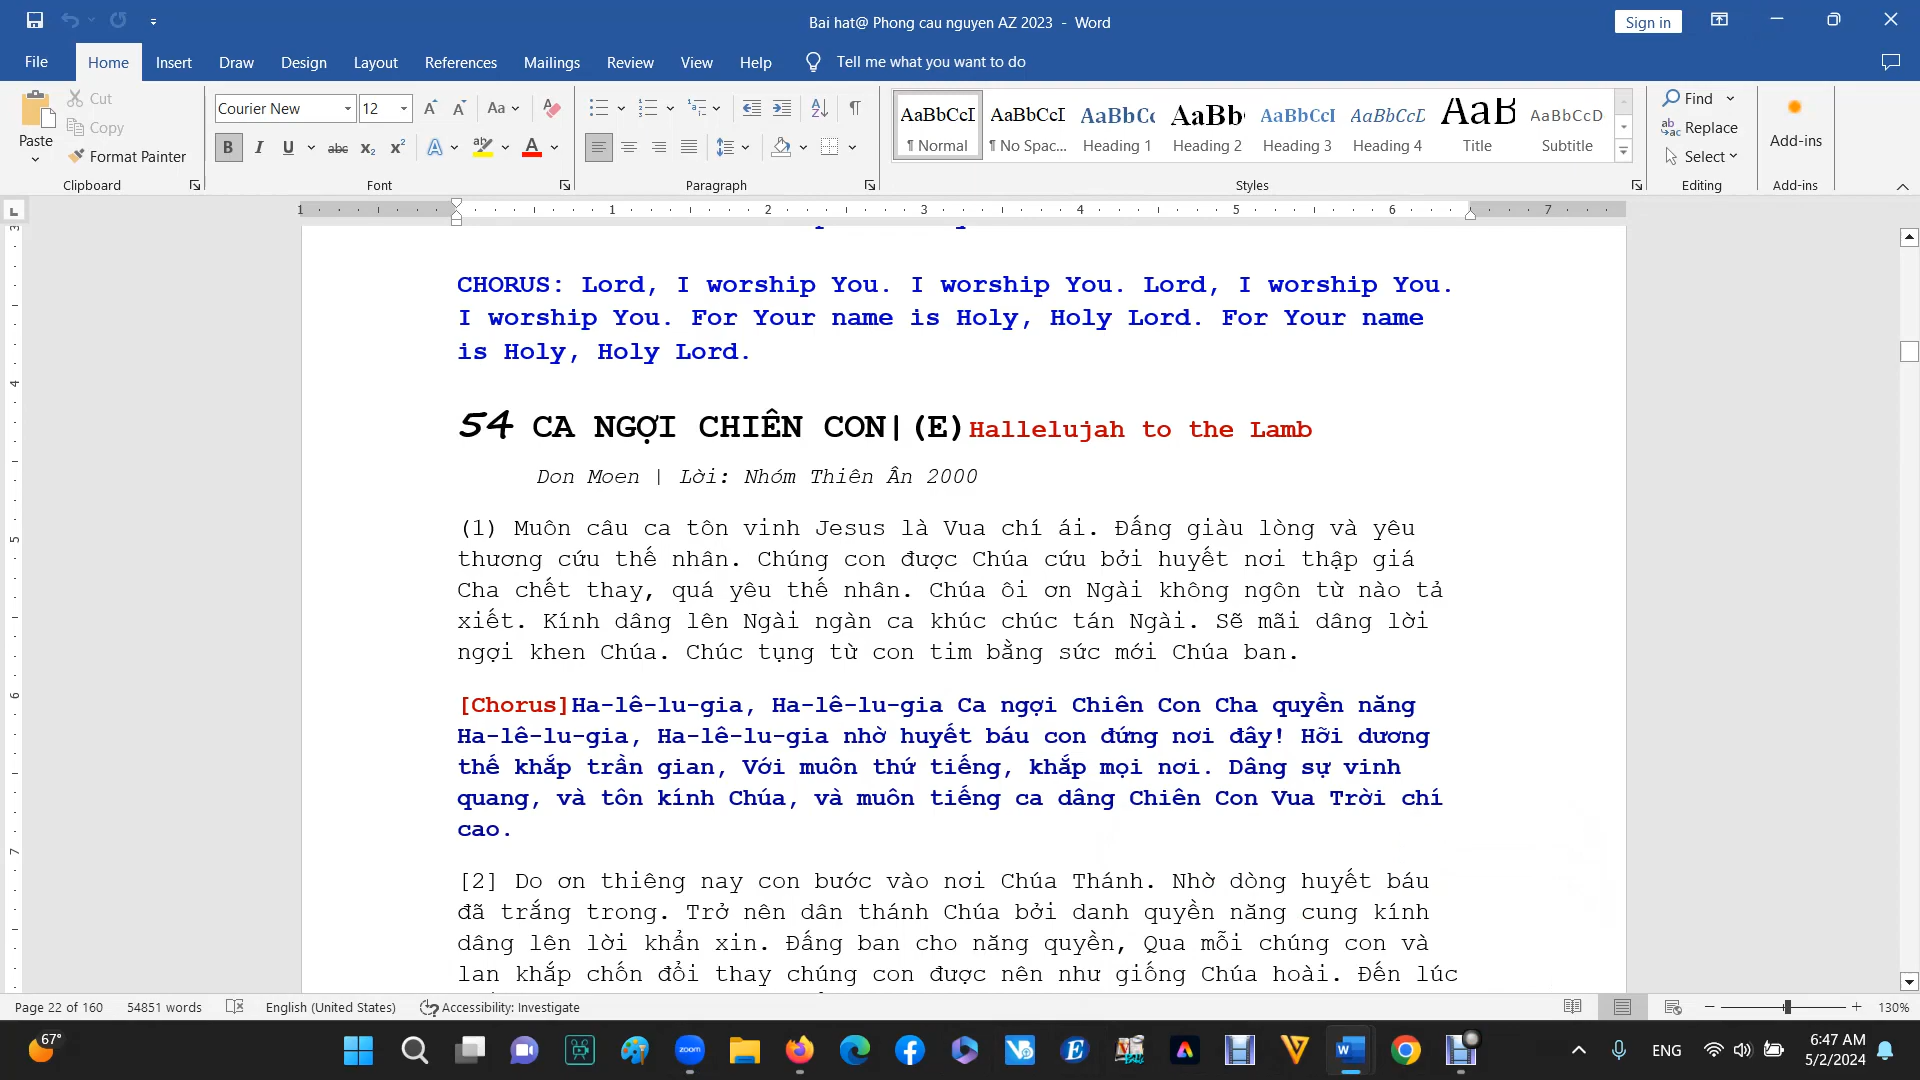 Bai hat@ Phong cau nguyen AZ 2023 - Word
Sign in
File Home Insert Draw Design Layout References Mailings Review View Help Tell me what you want to do
Paste
Cut
Copy
Format Painter
Clipboard
Courier New 12
Font
Paragraph
AaBbCcI AaBbCcI AaBbCc AaBb AaBbCcI AaBbCcD AaB AaBbCcD
¶ Normal ¶ No Spac... Heading 1 Heading 2 Heading 3 Heading 4 Title Subtitle
Styles
Find
Replace
Select
Editing
Add-ins
Add-ins
1 1 2 3 4 5 6 7
CHORUS: Lord, I worship You. I worship You. Lord, I worship You.
I worship You. For Your name is Holy, Holy Lord. For Your name
is Holy, Holy Lord.
54 CA NGỢI CHIÊN CON|(E)Hallelujah to the Lamb
Don Moen | Lời: Nhóm Thiên Ân 2000
(1) Muôn câu ca tôn vinh Jesus là Vua chí ái. Đấng giàu lòng và yêu
thương cứu thế nhân. Chúng con được Chúa cứu bởi huyết nơi thập giá
Cha chết thay, quá yêu thế nhân. Chúa ôi ơn Ngài không ngôn từ nào tả
xiết. Kính dâng lên Ngài ngàn ca khúc chúc tán Ngài. Sẽ mãi dâng lời
ngợi khen Chúa. Chúc tụng từ con tim bằng sức mới Chúa ban.
[Chorus]Ha-lê-lu-gia, Ha-lê-lu-gia Ca ngợi Chiên Con Cha quyền năng
Ha-lê-lu-gia, Ha-lê-lu-gia nhờ huyết báu con đứng nơi đây! Hỡi dương
thế khắp trần gian, Với muôn thứ tiếng, khắp mọi nơi. Dâng sự vinh
quang, và tôn kính Chúa, và muôn tiếng ca dâng Chiên Con Vua Trời chí
cao.
[2] Do ơn thiêng nay con bước vào nơi Chúa Thánh. Nhờ dòng huyết báu
đã trắng trong. Trở nên dân thánh Chúa bởi danh quyền năng cung kính
dâng lên lời khẩn xin. Đấng ban cho năng quyền, Qua mỗi chúng con và
lan khắp chốn đổi thay chúng con được nên như giống Chúa hoài. Đến lúc
Page 22 of 160 54851 words English (United States) Accessibility: Investigate 130%
67° zoom ENG 6:47 AM
5/2/2024